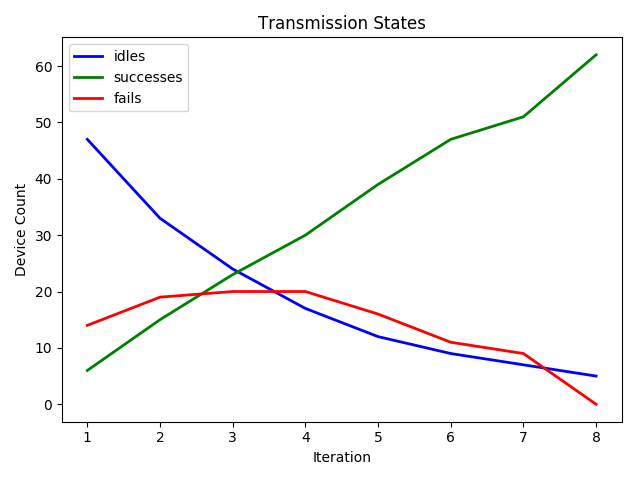 Transmission States
idles
successes
fails
Device Count
60
50
40
30
20
10
0
1 2 3 4 5 6 7 8
Iteration